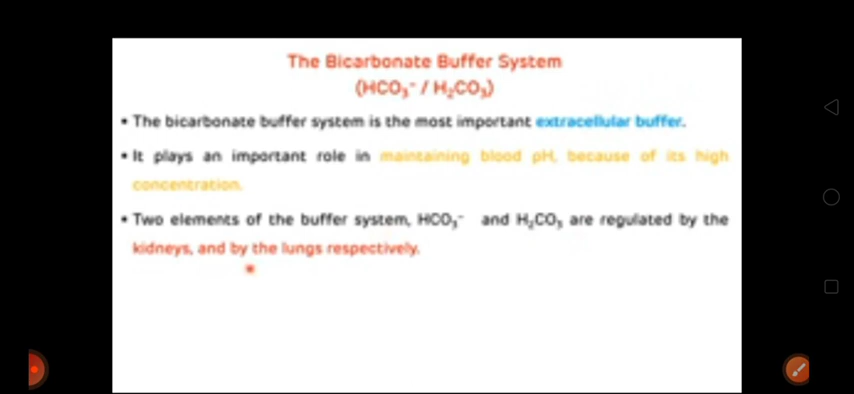 The Bicarbonate Buffer System
(HCO₃⁻ / H₂CO₃)
• The bicarbonate buffer system is the most important extracellular buffer.
• It plays an important role in maintaining blood pH, because of its high
concentration.
• Two elements of the buffer system, HCO₃⁻ and H₂CO₃ are regulated by the
kidneys, and by the lungs respectively.